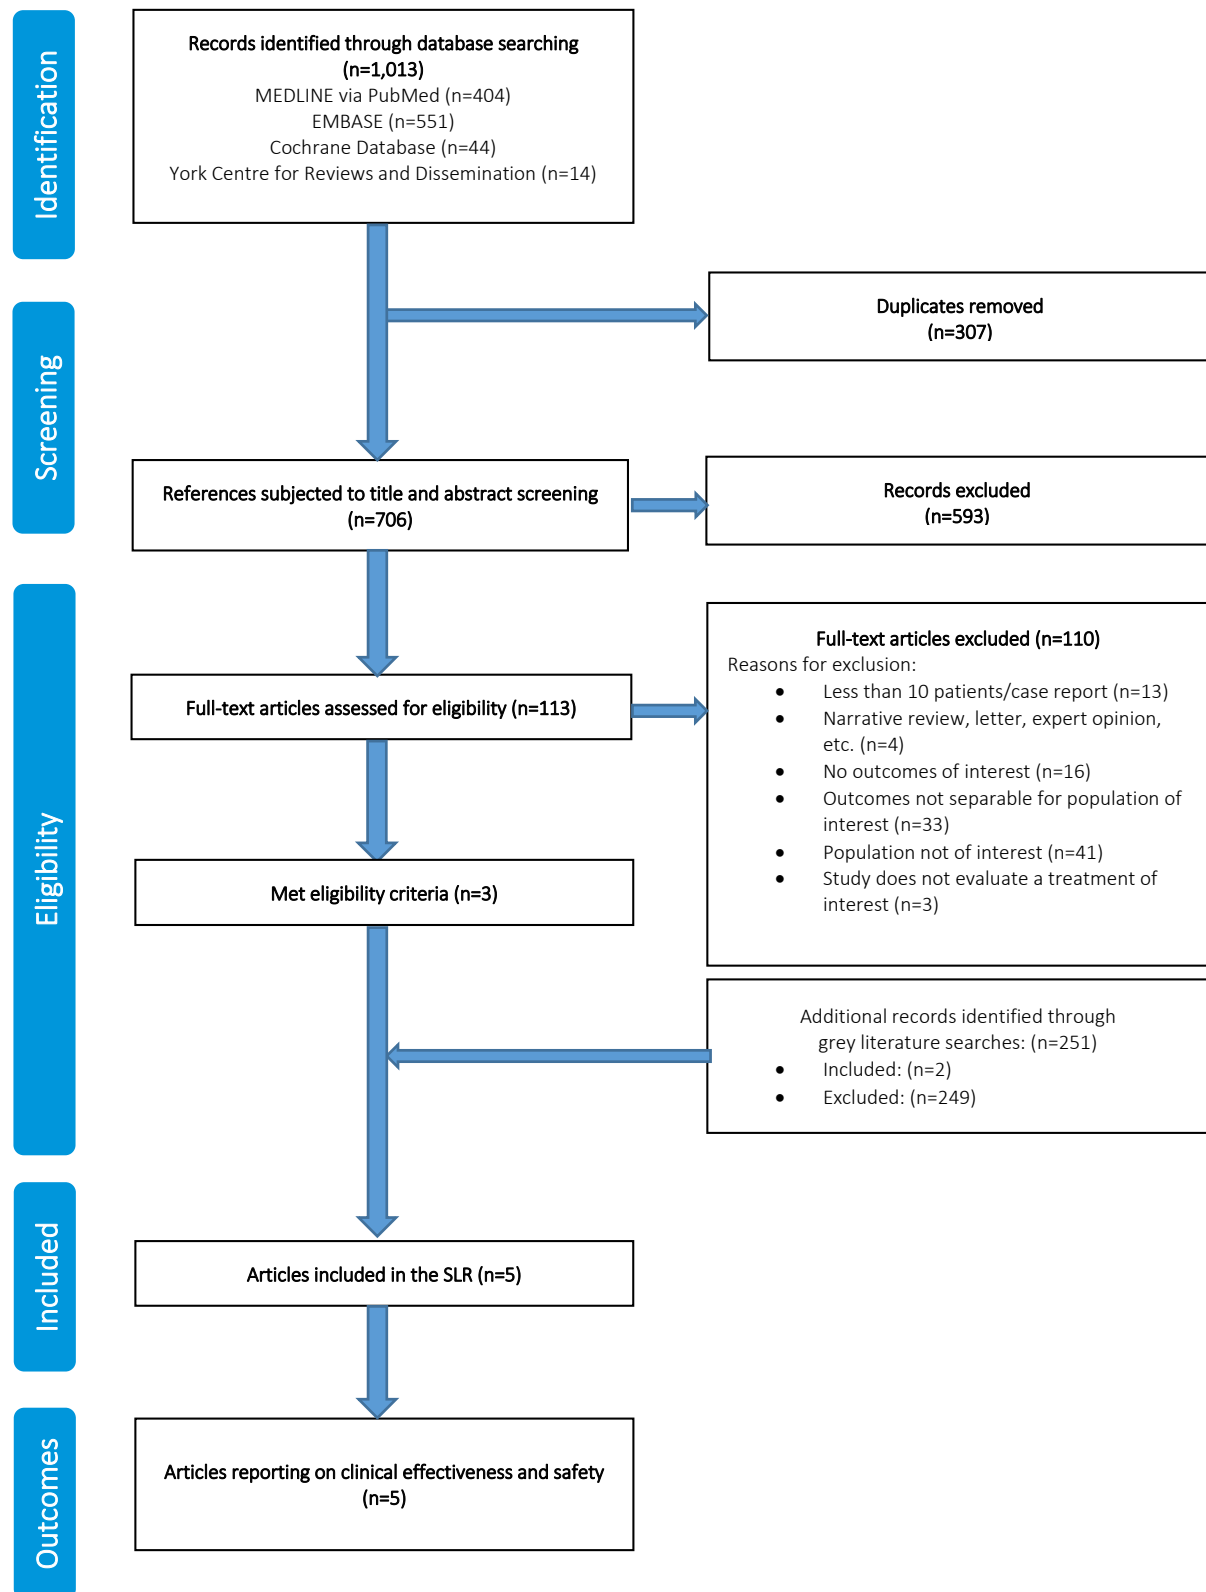 Identification
Records identified through database searching
(n=1,013)
MEDLINE via PubMed (n=404)
EMBASE (n=551)
Cochrane Database (n=44)
York Centre for Reviews and Dissemination (n=14)
Duplicates removed
(n=307)
Screening
References subjected to title and abstract screening
(n=706)
Records excluded
(n=593)
Eligibility
Full-text articles assessed for eligibility (n=113)
Full-text articles excluded (n=110)
Reasons for exclusion:
• Less than 10 patients/case report (n=13)
• Narrative review, letter, expert opinion,
etc. (n=4)
• No outcomes of interest (n=16)
• Outcomes not separable for population of
interest (n=33)
• Population not of interest (n=41)
• Study does not evaluate a treatment of
interest (n=3)
Met eligibility criteria (n=3)
Additional records identified through
grey literature searches: (n=251)
• Included: (n=2)
• Excluded: (n=249)
Included
Articles included in the SLR (n=5)
Outcomes
Articles reporting on clinical effectiveness and safety
(n=5)